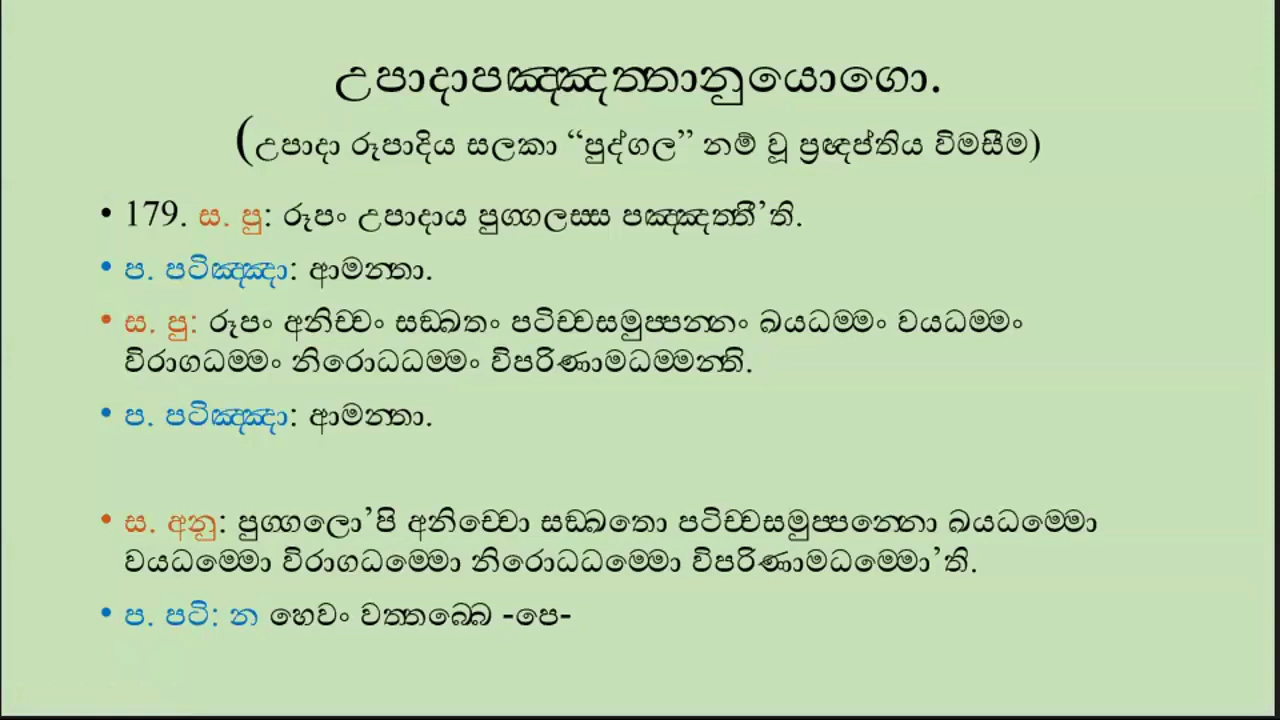 උපාදාපඤ්ඤත්තානුයොගො.
(උපාදා රූපාදිය සලකා “පුද්ගල” නම් වූ ප්‍රඥප්තිය විමසීම)
• 179. ස. පු: රූපං උපාදාය පුග්ගලස්ස පඤ්ඤත්තී’ති.
• ප. පටිඤ්ඤා: ආමන්තා.
• ස. පු: රූපං අනිච්චං සඞ්ඛතං පටිච්චසමුප්පන්නං ඛයධම්මං වයධම්මං
විරාගධම්මං නිරොධධම්මං විපරිණාමධම්මන්ති.
• ප. පටිඤ්ඤා: ආමන්තා.
• ස. අනු: පුග්ගලො’පි අනිච්චො සඞ්ඛතො පටිච්චසමුප්පන්නො ඛයධම්මො
වයධම්මො විරාගධම්මො නිරොධධම්මො විපරිණාමධම්මො’ති.
• ප. පටි: න හෙවං වත්තබ්බෙ -පෙ-